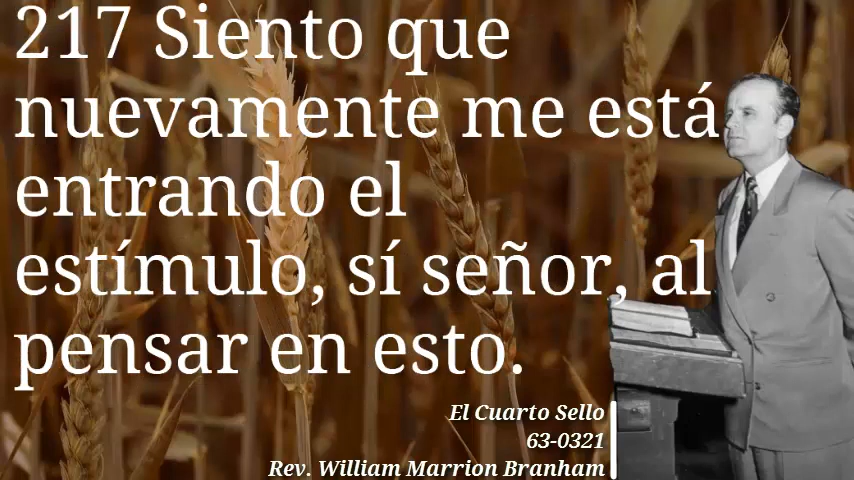 217 Siento que
nuevamente me está
entrando el
estímulo, sí señor, al
pensar en esto.
El Cuarto Sello
63-0321
Rev. William Marrion Branham